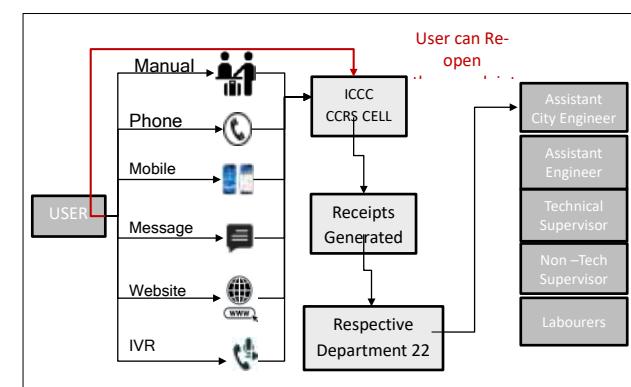 User can Re-
open
Manual
Phone
Mobile
Message
Website
IVR
USER
www
ICCC
CCRS CELL
Receipts
Generated
Respective
Department 22
Assistant
City Engineer
Assistant
Engineer
Technical
Supervisor
Non –Tech
Supervisor
Labourers